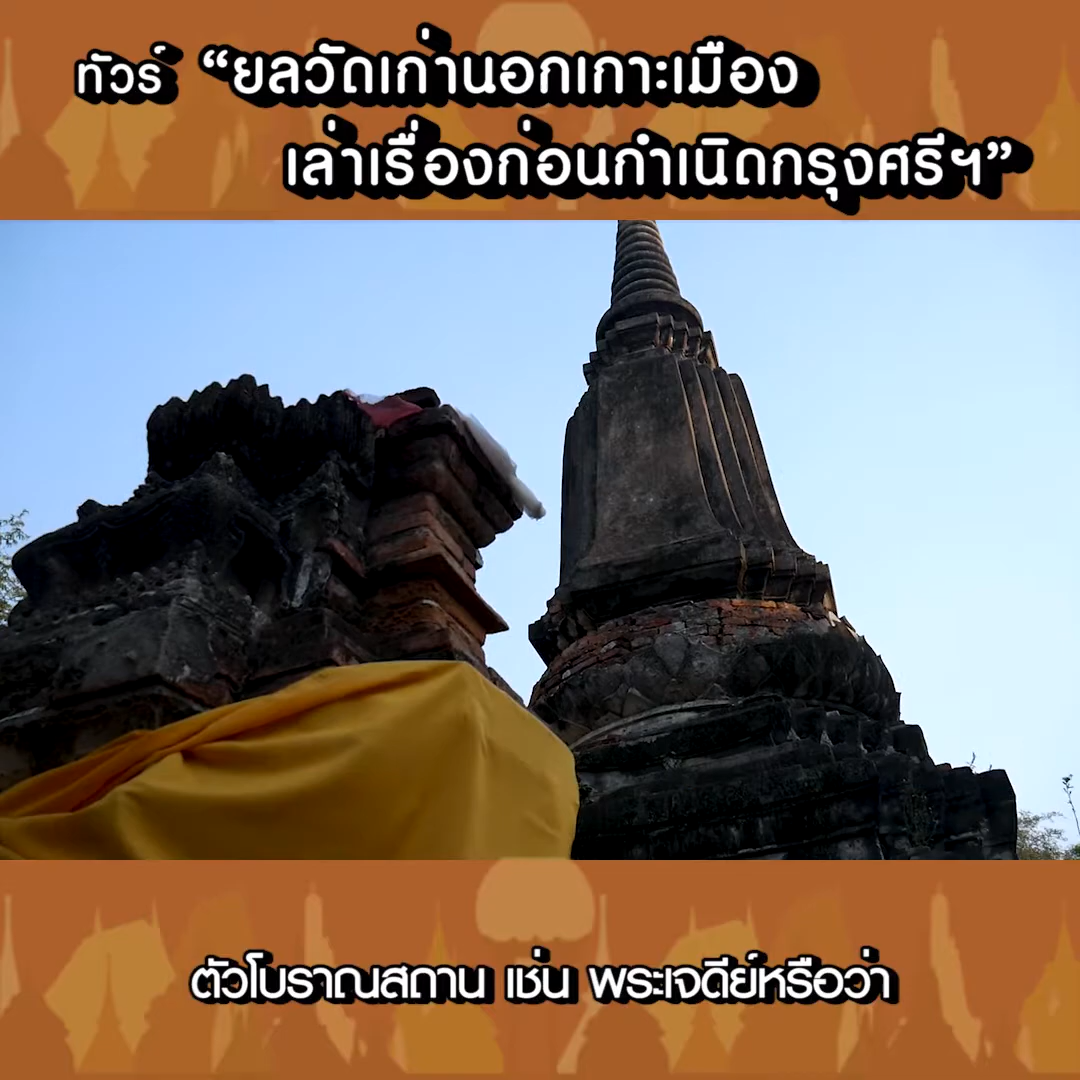 ทัวร์ “ยลวัดเก่านอกเกาะเมือง
เล่าเรื่องก่อนกำเนิดกรุงศรีฯ”
ตัวโบราณสถาน เช่น พระเจดีย์หรือว่า